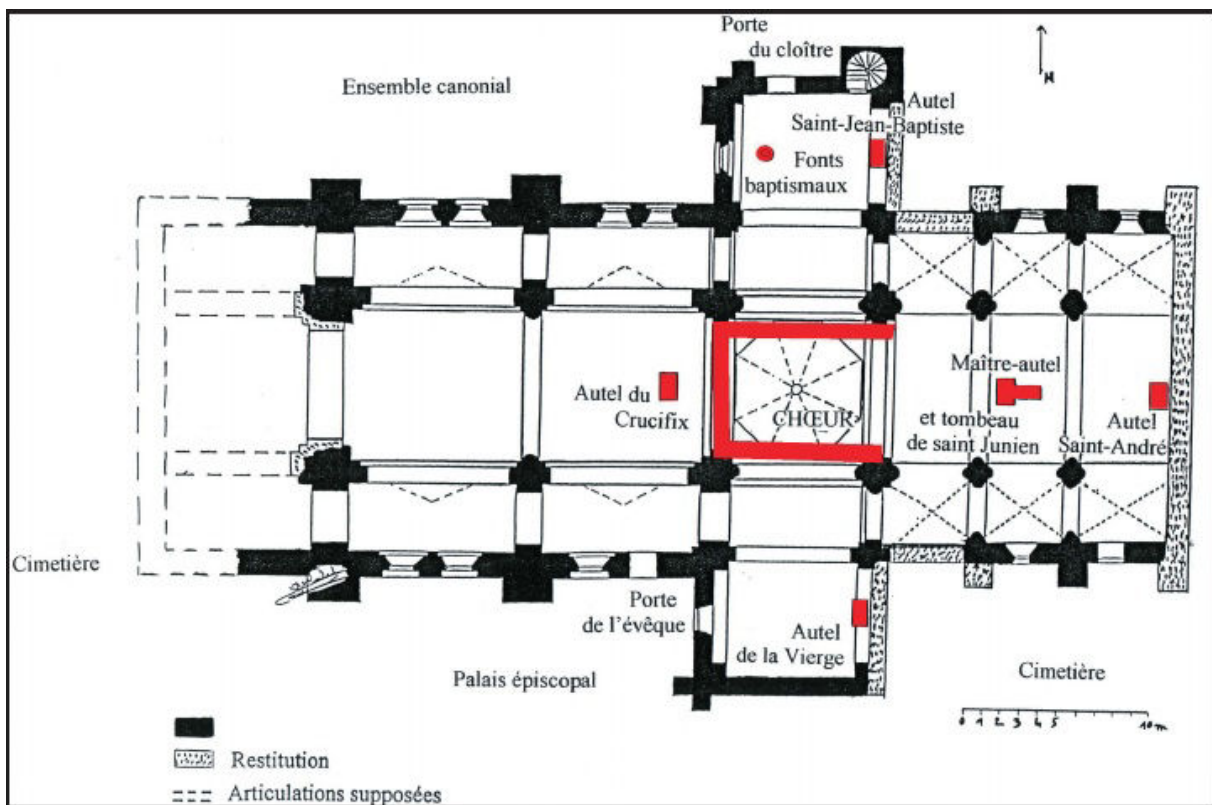 Porte
du cloître
N
Ensemble canonial
Autel
Saint-Jean-Baptiste
Fonts
baptismaux
Maître-autel
Autel du
Crucifix
CHŒUR
et tombeau
de saint Junien
Autel
Saint-André
Cimetière
Porte
de l'évêque
Autel
de la Vierge
Palais épiscopal
Cimetière
0 1 2 3 4 5 10 m
Restitution
Articulations supposées